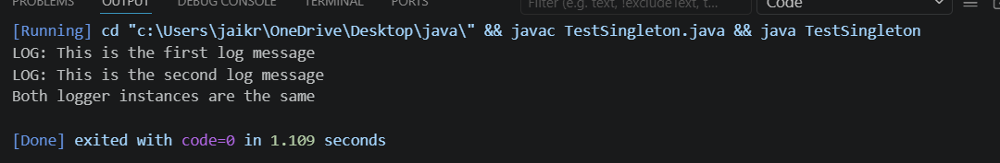 PROBLEMS OUTPUT DEBUG CONSOLE TERMINAL PORTS Filter (e.g. text, !excludeText, t... Code
[Running] cd "c:\Users\jaikr\OneDrive\Desktop\java\" && javac TestSingleton.java && java TestSingleton
LOG: This is the first log message
LOG: This is the second log message
Both logger instances are the same
[Done] exited with code=0 in 1.109 seconds